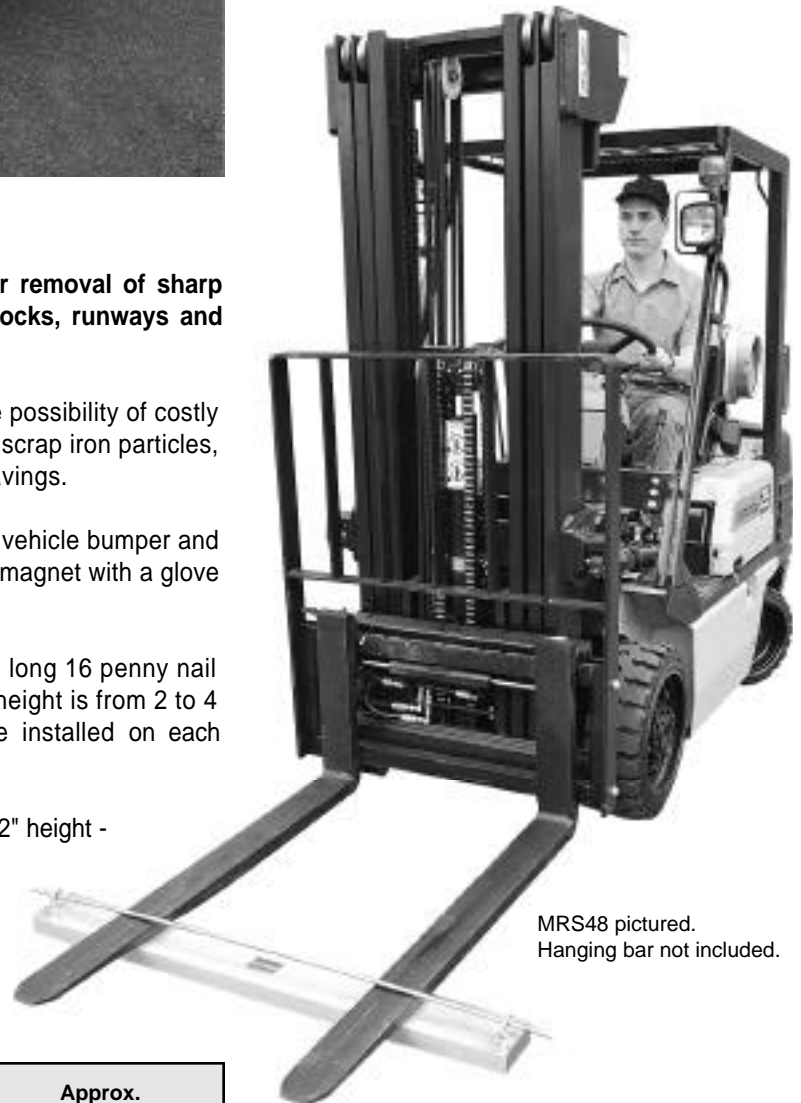 r removal of sharp
ocks, runways and
e possibility of costly
scrap iron particles,
avings.
vehicle bumper and
magnet with a glove
long 16 penny nail
height is from 2 to 4
e installed on each
2" height -
MRS48 pictured.
Hanging bar not included.
Approx.